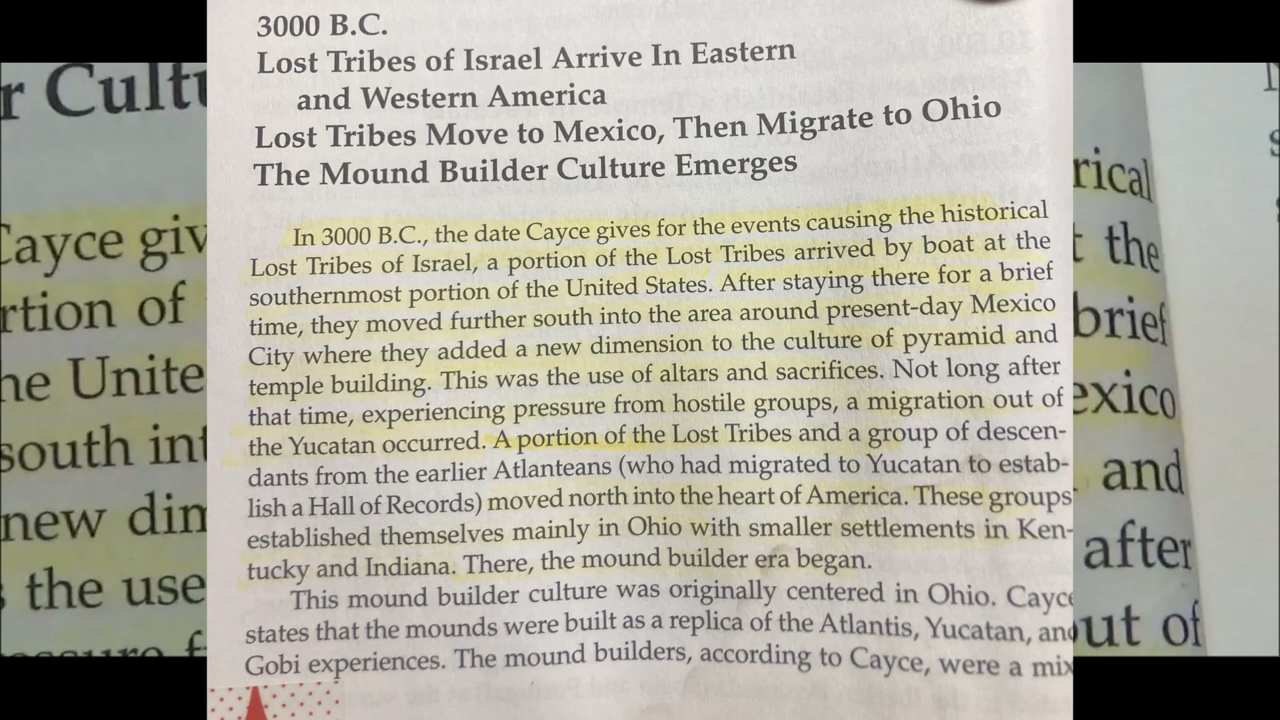 3000 B.C.
Lost Tribes of Israel Arrive In Eastern
and Western America
Lost Tribes Move to Mexico, Then Migrate to Ohio
The Mound Builder Culture Emerges
In 3000 B.C., the date Cayce gives for the events causing the historical
Lost Tribes of Israel, a portion of the Lost Tribes arrived by boat at the
southernmost portion of the United States. After staying there for a brief
time, they moved further south into the area around present-day Mexico
City where they added a new dimension to the culture of pyramid and
temple building. This was the use of altars and sacrifices. Not long after
that time, experiencing pressure from hostile groups, a migration out of
the Yucatan occurred. A portion of the Lost Tribes and a group of descen-
dants from the earlier Atlanteans (who had migrated to Yucatan to estab-
lish a Hall of Records) moved north into the heart of America. These groups
established themselves mainly in Ohio with smaller settlements in Ken-
tucky and Indiana. There, the mound builder era began.
This mound builder culture was originally centered in Ohio. Cayce
states that the mounds were built as a replica of the Atlantis, Yucatan, and
Gobi experiences. The mound builders, according to Cayce, were a mix
r Cult
Cayce giv
rtion of
he Unite
south int
new dim
the use
rical
t the
brief
exico
and
after
out of